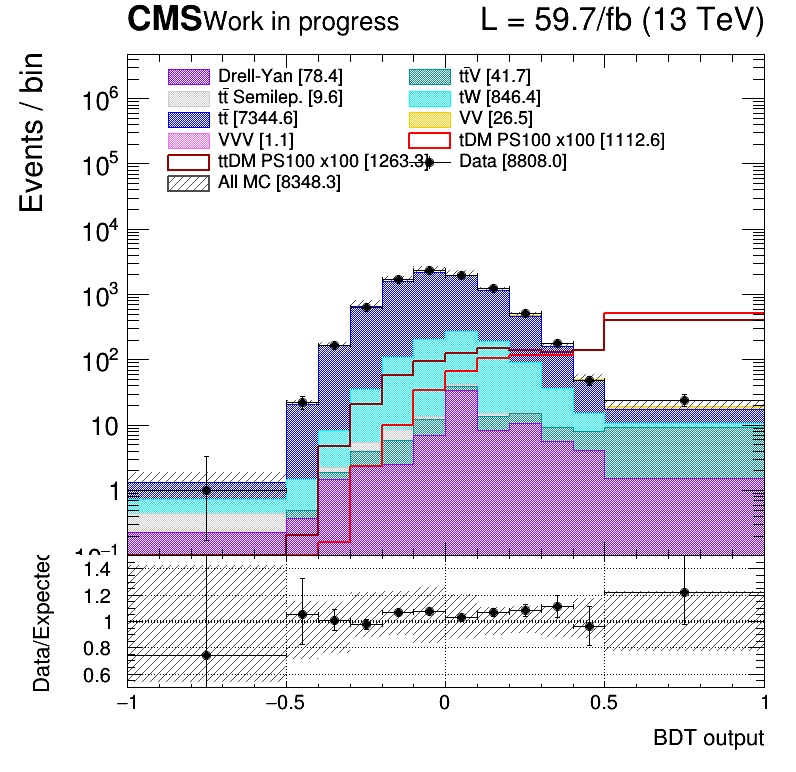 CMS Work in progress L = 59.7/fb (13 TeV)
Events / bin
Drell-Yan [78.4] tt̄V [41.7]
tt̄ Semilep. [9.6] tW [846.4]
tt̄ [7344.6] VV [26.5]
VVV [1.1] tDM PS100 x100 [1112.6]
ttDM PS100 x100 [1263.3] Data [8808.0]
All MC [8348.3]
10⁶
10⁵
10⁴
10³
10²
10
1
10⁻¹
Data/Expected
1.4
1.2
1
0.8
0.6
−1 −0.5 0 0.5 1
BDT output